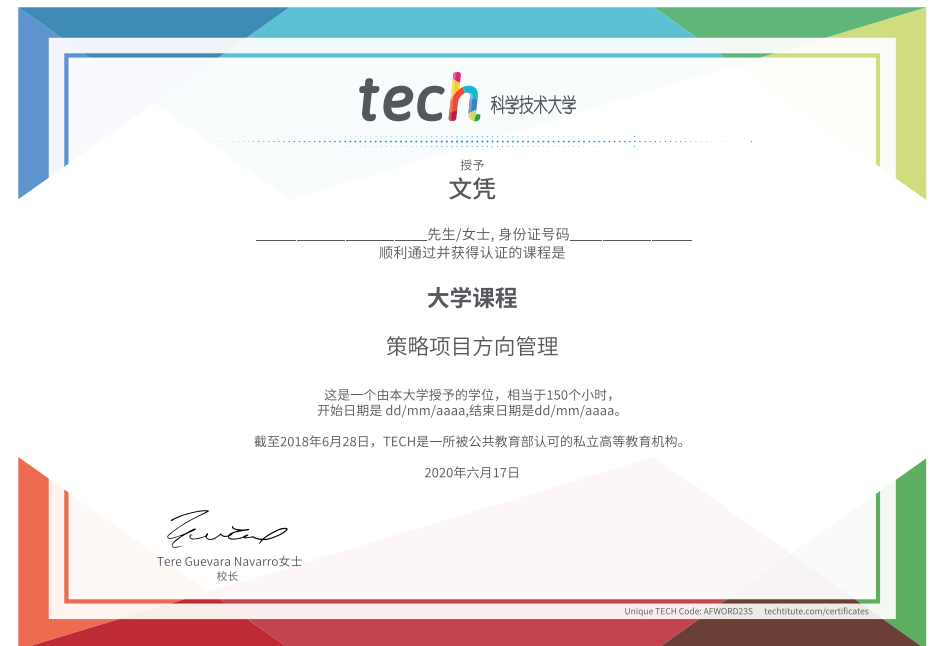 tech 科学技术大学
授予
文凭
_____________________先生/女士, 身份证号码_______________
顺利通过并获得认证的课程是
大学课程
策略项目方向管理
这是一个由本大学授予的学位，相当于150个小时，
开始日期是 dd/mm/aaaa,结束日期是dd/mm/aaaa。
截至2018年6月28日，TECH是一所被公共教育部认可的私立高等教育机构。
2020年六月17日
Tere Guevara Navarro女士
校长
Unique TECH Code: AFWORD23S techtitute.com/certificates